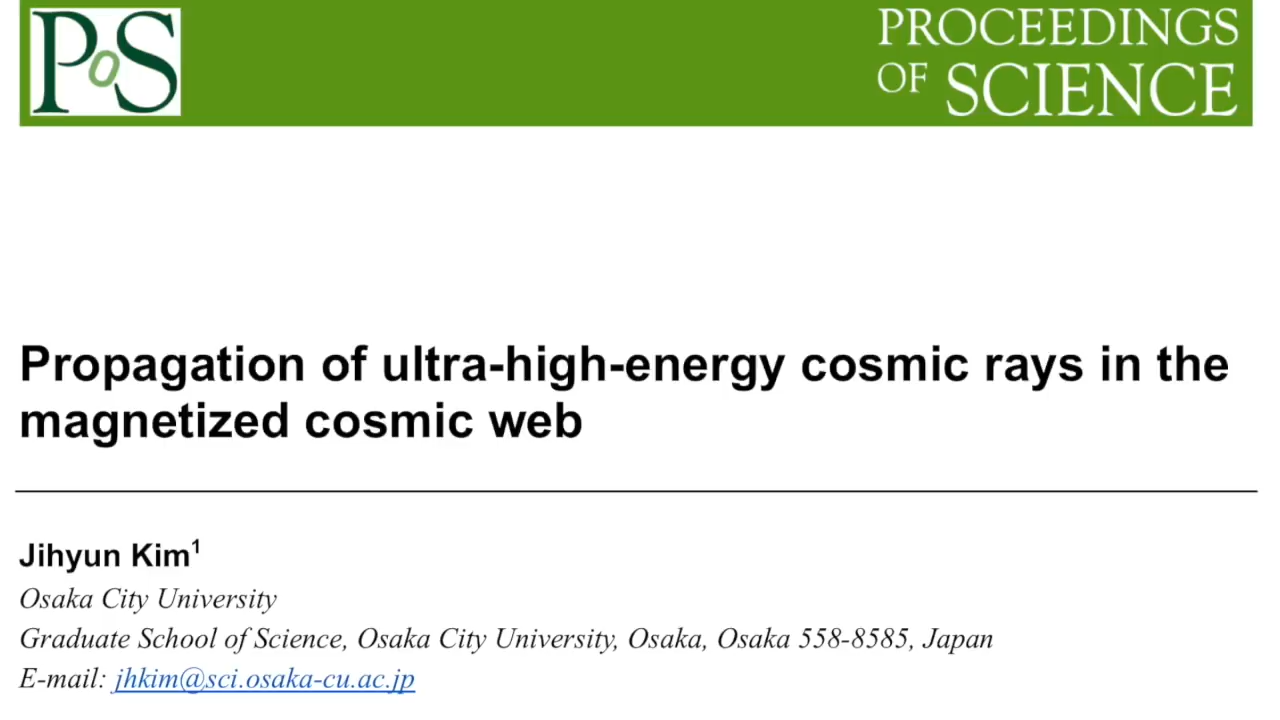 PoS
PROCEEDINGS
OF SCIENCE
Propagation of ultra-high-energy cosmic rays in the
magnetized cosmic web
Jihyun Kim¹
Osaka City University
Graduate School of Science, Osaka City University, Osaka, Osaka 558-8585, Japan
E-mail: jhkim@sci.osaka-cu.ac.jp